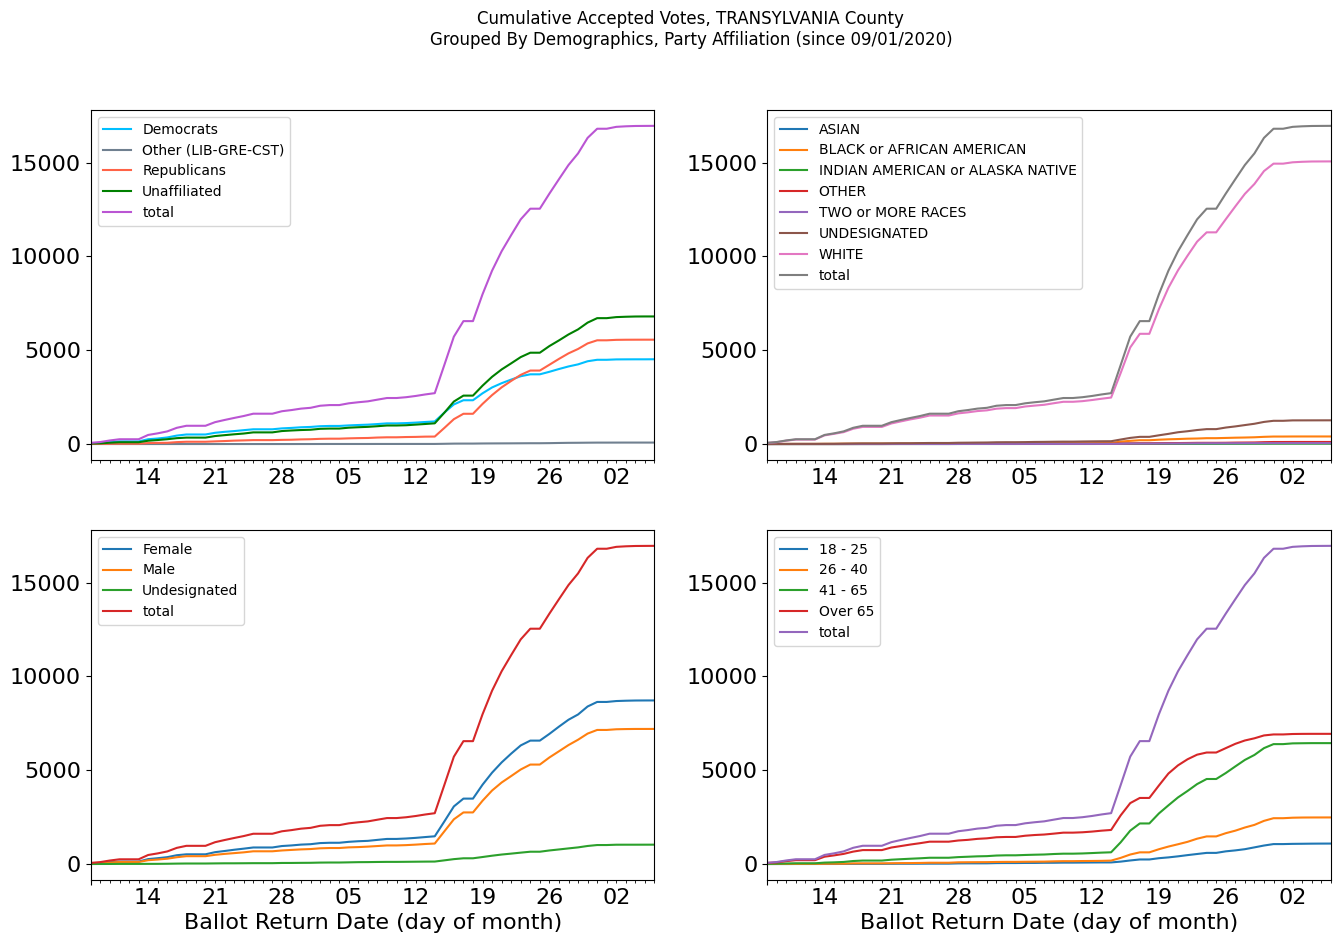 Cumulative Accepted Votes, TRANSYLVANIA County
Grouped By Demographics, Party Affiliation (since 09/01/2020)
Democrats
Other (LIB-GRE-CST)
Republicans
Unaffiliated
total
15000
10000
5000
0
14 21 28 05 12 19 26 02
ASIAN
BLACK or AFRICAN AMERICAN
INDIAN AMERICAN or ALASKA NATIVE
OTHER
TWO or MORE RACES
UNDESIGNATED
WHITE
total
15000
10000
5000
0
14 21 28 05 12 19 26 02
Female
Male
Undesignated
total
15000
10000
5000
0
14 21 28 05 12 19 26 02
Ballot Return Date (day of month)
18 - 25
26 - 40
41 - 65
Over 65
total
15000
10000
5000
0
14 21 28 05 12 19 26 02
Ballot Return Date (day of month)